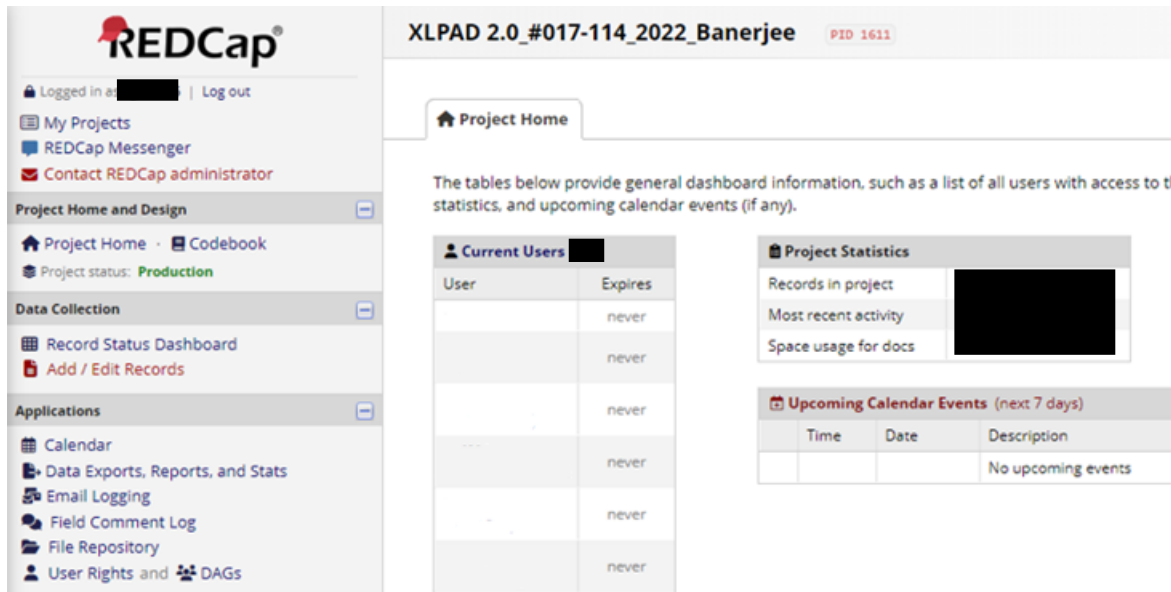 REDCap®
Logged in as | Log out
My Projects
REDCap Messenger
Contact REDCap administrator
Project Home and Design
Project Home · Codebook
Project status: Production
Data Collection
Record Status Dashboard
Add / Edit Records
Applications
Calendar
Data Exports, Reports, and Stats
Email Logging
Field Comment Log
File Repository
User Rights and DAGs
XLPAD 2.0_#017-114_2022_Banerjee PID 1611
Project Home
The tables below provide general dashboard information, such as a list of all users with access to
statistics, and upcoming calendar events (if any).
Current Users
User Expires
never
never
never
never
never
never
Project Statistics
Records in project
Most recent activity
Space usage for docs
Upcoming Calendar Events (next 7 days)
Time Date Description
No upcoming events